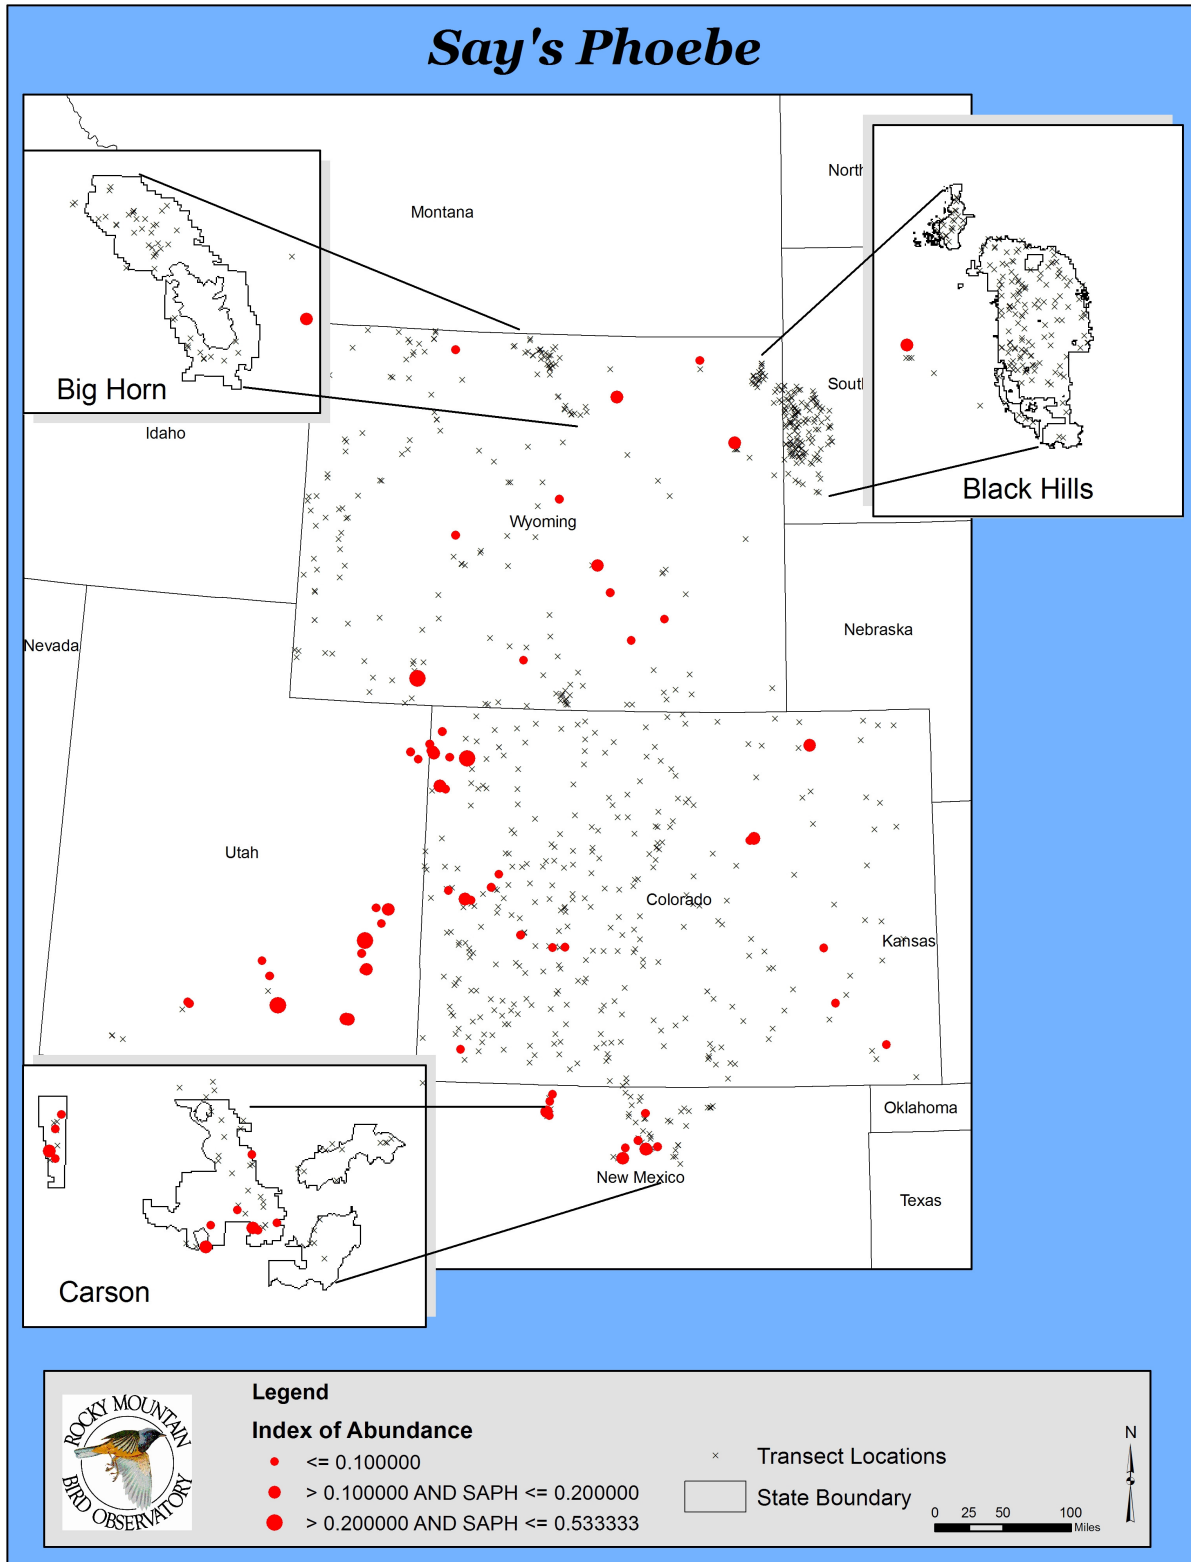 Say's Phoebe
North
Montana
Big Horn
Idaho
South
Black Hills
Wyoming
Nevada
Nebraska
Utah
Colorado
Kansas
Oklahoma
New Mexico
Texas
Carson
ROCKY MOUNTAIN
BIRD OBSERVATORY
Legend
Index of Abundance
<= 0.100000
> 0.100000 AND SAPH <= 0.200000
> 0.200000 AND SAPH <= 0.533333
Transect Locations
State Boundary
N
0 25 50 100
Miles